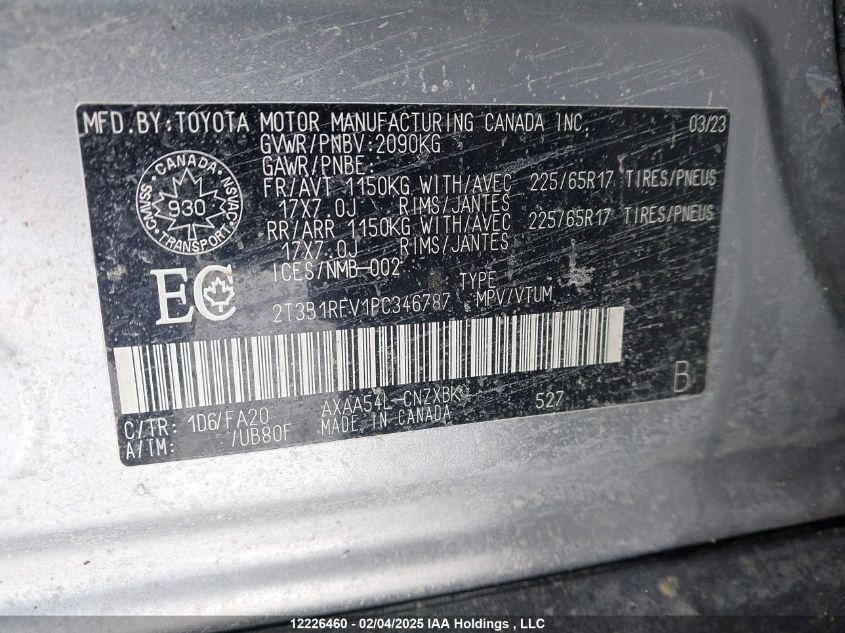 MFD.BY:TOYOTA MOTOR MANUFACTURING CANADA INC. 03/23
GVWR/PNBV:2090KG
GAWR/PNBE:
FR/AVT 1150KG WITH/AVEC 225/65R17 TIRES/PNEUS
17X7.0J RIMS/JANTES
RR/ARR 1150KG WITH/AVEC 225/65R17 TIRES/PNEUS
17X7.0J RIMS/JANTES
ICES/NMB-002
CANADA
CMVSS
NSVAC
930
TRANSPORT
EC
TYPE
2T3B1RFV1PC346787 MPV/VTUM
B
C/TR: 1D6/FA20 AXAA54L-CNZXBK 527
A/TM: /UB80F MADE IN CANADA
12226460 - 02/04/2025 IAA Holdings , LLC